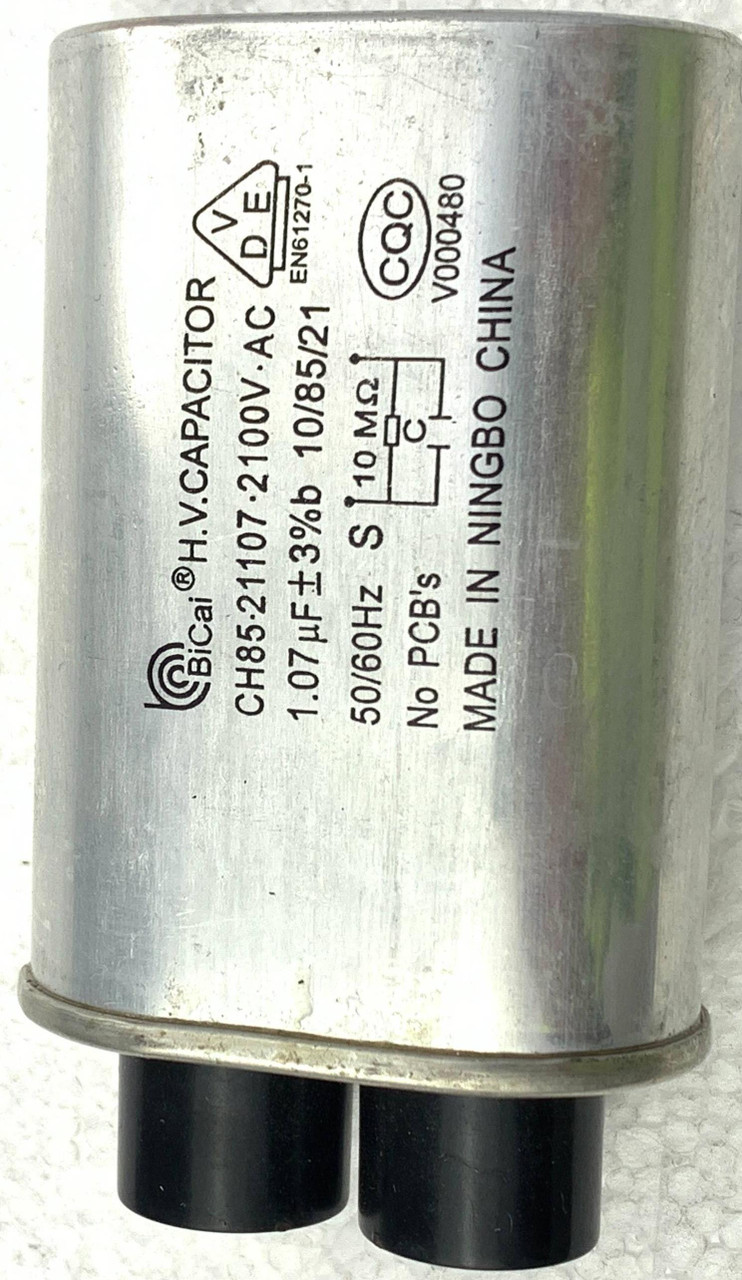 BiCai® H.V.CAPACITOR
VDE
CH85·21107·2100V·AC
EN61270-1
1.07μF±3%b 10/85/21
50/60Hz S 10 MΩ
C
CQC
V000480
No PCB's
MADE IN NINGBO CHINA